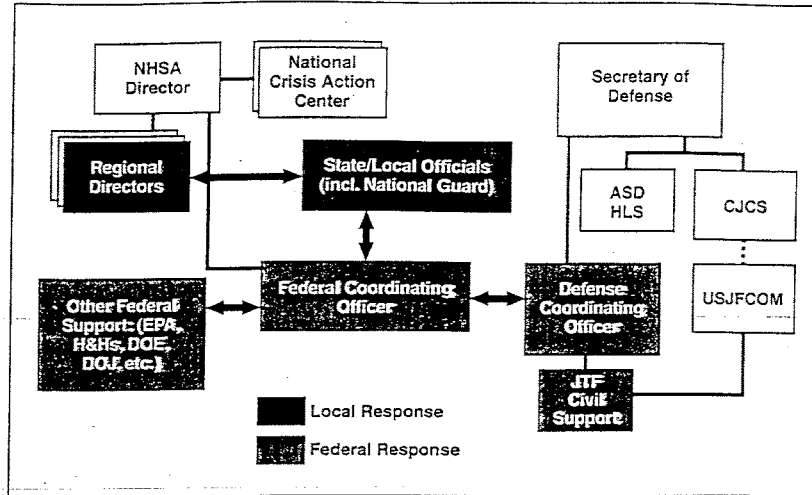 NHSA
Director
National
Crisis Action
Center
Secretary of
Defense
Regional
Directors
State/Local Officials
(incl. National Guard)
ASD
HLS
CJCS
Other Federal
Support (EPA,
H&Hs, DOE,
DOJ, etc.)
Federal Coordinating
Officer
Defense
Coordinating
Officer
USJFCOM
JTF
Civil
Support
Local Response
Federal Response